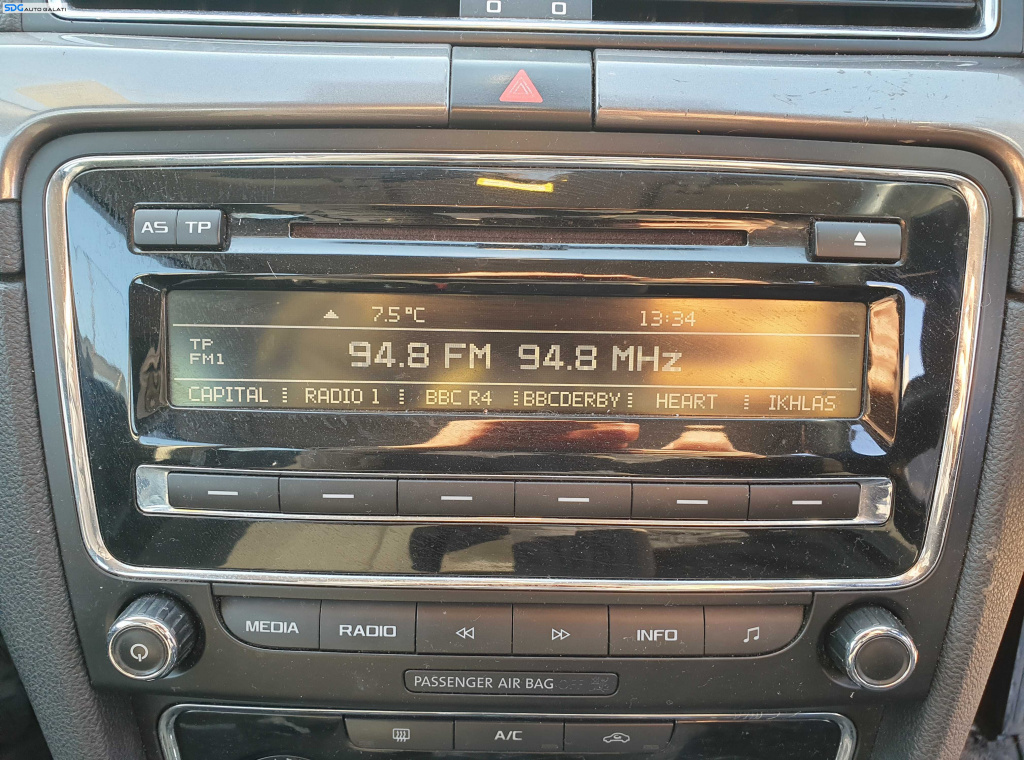 SDG AUTO GALATI
AS TP
7.5°C 13:34
TP
FM1
94.8 FM 94.8 MHz
CAPITAL RADIO 1 BBC R4 BBCDERBY HEART IKHLAS
MEDIA RADIO INFO
PASSENGER AIR BAG OFF
A/C